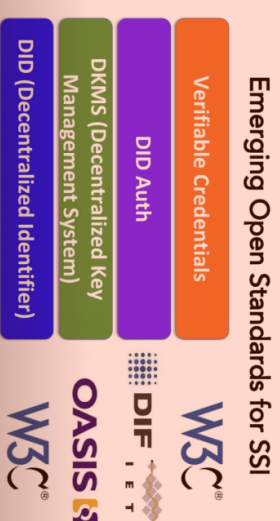 Emerging Open Standards for SSI
Verifiable Credentials
W3C®
DID Auth
DIF
I E T
DKMS (Decentralized Key
Management System)
OASIS
DID (Decentralized Identifier)
W3C®